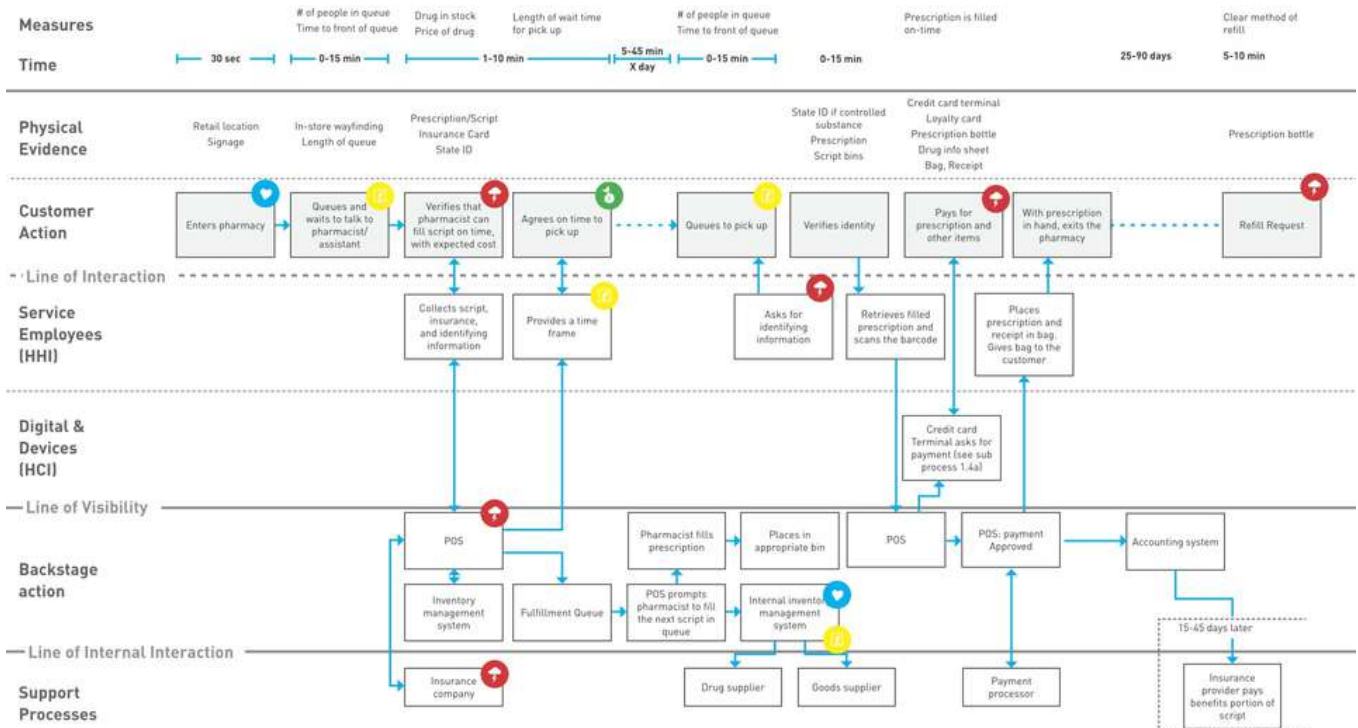 Measures
# of people in queue
Time to front of queue
Drug in stock
Price of drug
Length of wait time
for pick up
# of people in queue
Time to front of queue
Prescription is filled
on-time
Clear method of
refill
Time
30 sec
0-15 min
1-10 min
5-45 min
X day
0-15 min
0-15 min
25-90 days
5-10 min
Physical
Evidence
Retail location
Signage
In-store wayfinding
Length of queue
Prescription/Script
Insurance Card
State ID
State ID if controlled
substance
Prescription
Script bins
Credit card terminal
Loyalty card
Prescription bottle
Drug info sheet
Bag, Receipt
Prescription bottle
Customer
Action
Enters pharmacy
Queues and
waits to talk to
pharmacist/
assistant
Verifies that
pharmacist can
fill script on time,
with expected cost
Agrees on time to
pick up
Queues to pick up
Verifies identity
Pays for
prescription and
other items
With prescription
in hand, exits the
pharmacy
Refill Request
Line of Interaction
Service
Employees
(HHI)
Collects script,
insurance,
and identifying
information
Provides a time
frame
Asks for
identifying
information
Retrieves filled
prescription and
scans the barcode
Places
prescription and
receipt in bag.
Gives bag to the
customer
Digital &
Devices
(HCI)
Credit card
Terminal asks for
payment (see sub
process 1.4a)
Line of Visibility
Backstage
action
POS
Pharmacist fills
prescription
Places in
appropriate bin
POS
POS: payment
Approved
Accounting system
Inventory
management
system
Fulfillment Queue
POS prompts
pharmacist to fill
the next script in
queue
Internal inventory
management
system
15-45 days later
Line of Internal Interaction
Support
Processes
Insurance
company
Drug supplier
Goods supplier
Payment
processor
Insurance
provider pays
benefits portion of
script